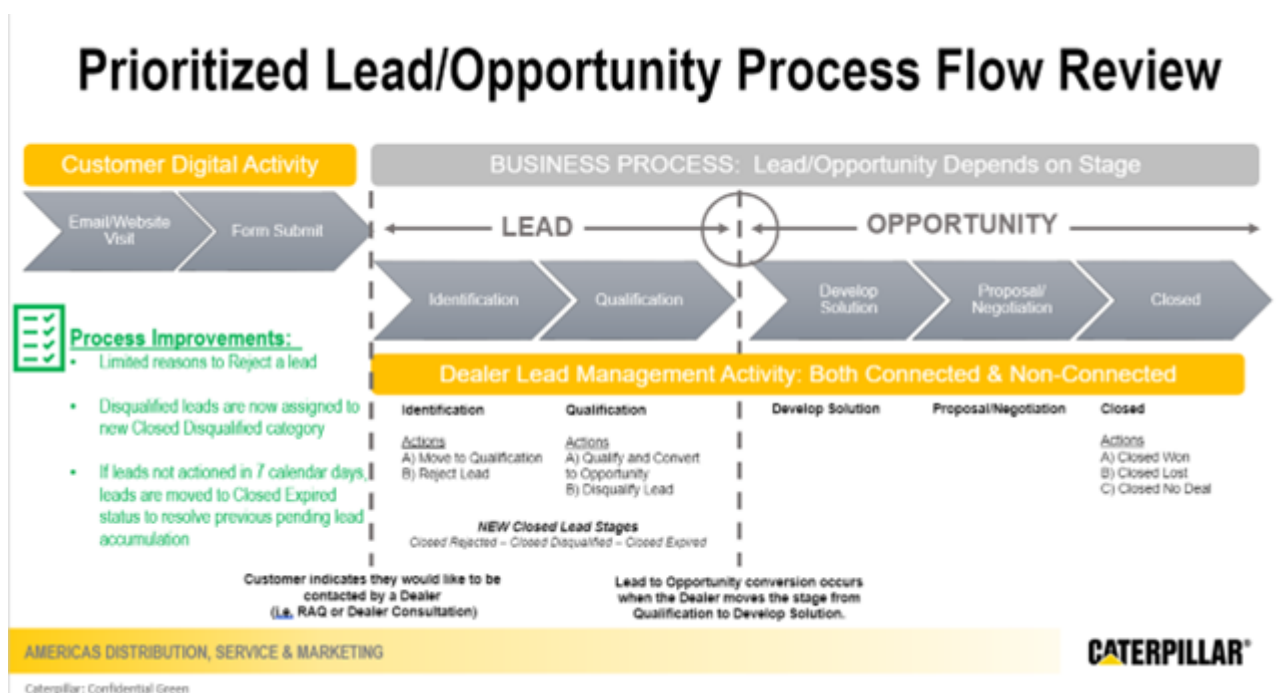 Prioritized Lead/Opportunity Process Flow Review
Customer Digital Activity
BUSINESS PROCESS: Lead/Opportunity Depends on Stage
Email/Website
Visit
Form Submit
LEAD
OPPORTUNITY
Identification
Qualification
Develop
Solution
Proposal/
Negotiation
Closed
Process Improvements:
• Limited reasons to Reject a lead
• Disqualified leads are now assigned to
new Closed Disqualified category
• If leads not actioned in 7 calendar days,
leads are moved to Closed Expired
status to resolve previous pending lead
accumulation
Dealer Lead Management Activity: Both Connected & Non-Connected
Identification
Actions
A) Move to Qualification
B) Reject Lead
Qualification
Actions
A) Qualify and Convert
to Opportunity
B) Disqualify Lead
Develop Solution
Proposal/Negotiation
Closed
Actions
A) Closed Won
B) Closed Lost
C) Closed No Deal
NEW Closed Lead Stages
Closed Rejected – Closed Disqualified – Closed Expired
Customer indicates they would like to be
contacted by a Dealer
(i.e. RAQ or Dealer Consultation)
Lead to Opportunity conversion occurs
when the Dealer moves the stage from
Qualification to Develop Solution.
AMERICAS DISTRIBUTION, SERVICE & MARKETING
CATERPILLAR®
Caterpillar: Confidential Green